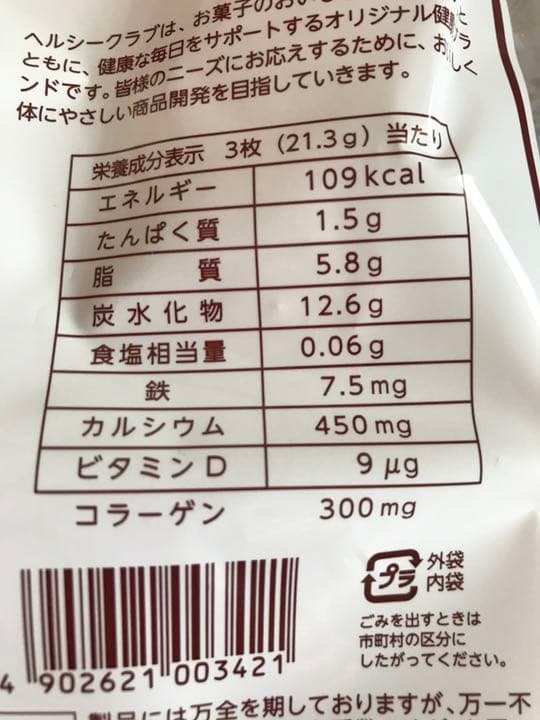 ヘルシークラブは、お菓子のおいし
ともに、健康な毎日をサポートするオリジナル健康
ンドです。皆様のニーズにお応えするために、おいしく
体にやさしい商品開発を目指していきます。
栄養成分表示 3枚(21.3g)当たり
エネルギー 109kcal
たんぱく質 1.5g
脂質 5.8g
炭水化物 12.6g
食塩相当量 0.06g
鉄 7.5mg
カルシウム 450mg
ビタミンD 9μg
コラーゲン 300mg
プラ
外袋
内袋
ごみを出すときは
市町村の区分に
したがってください。
4 902621 003421
製品には万全を期しておりますが、万一不